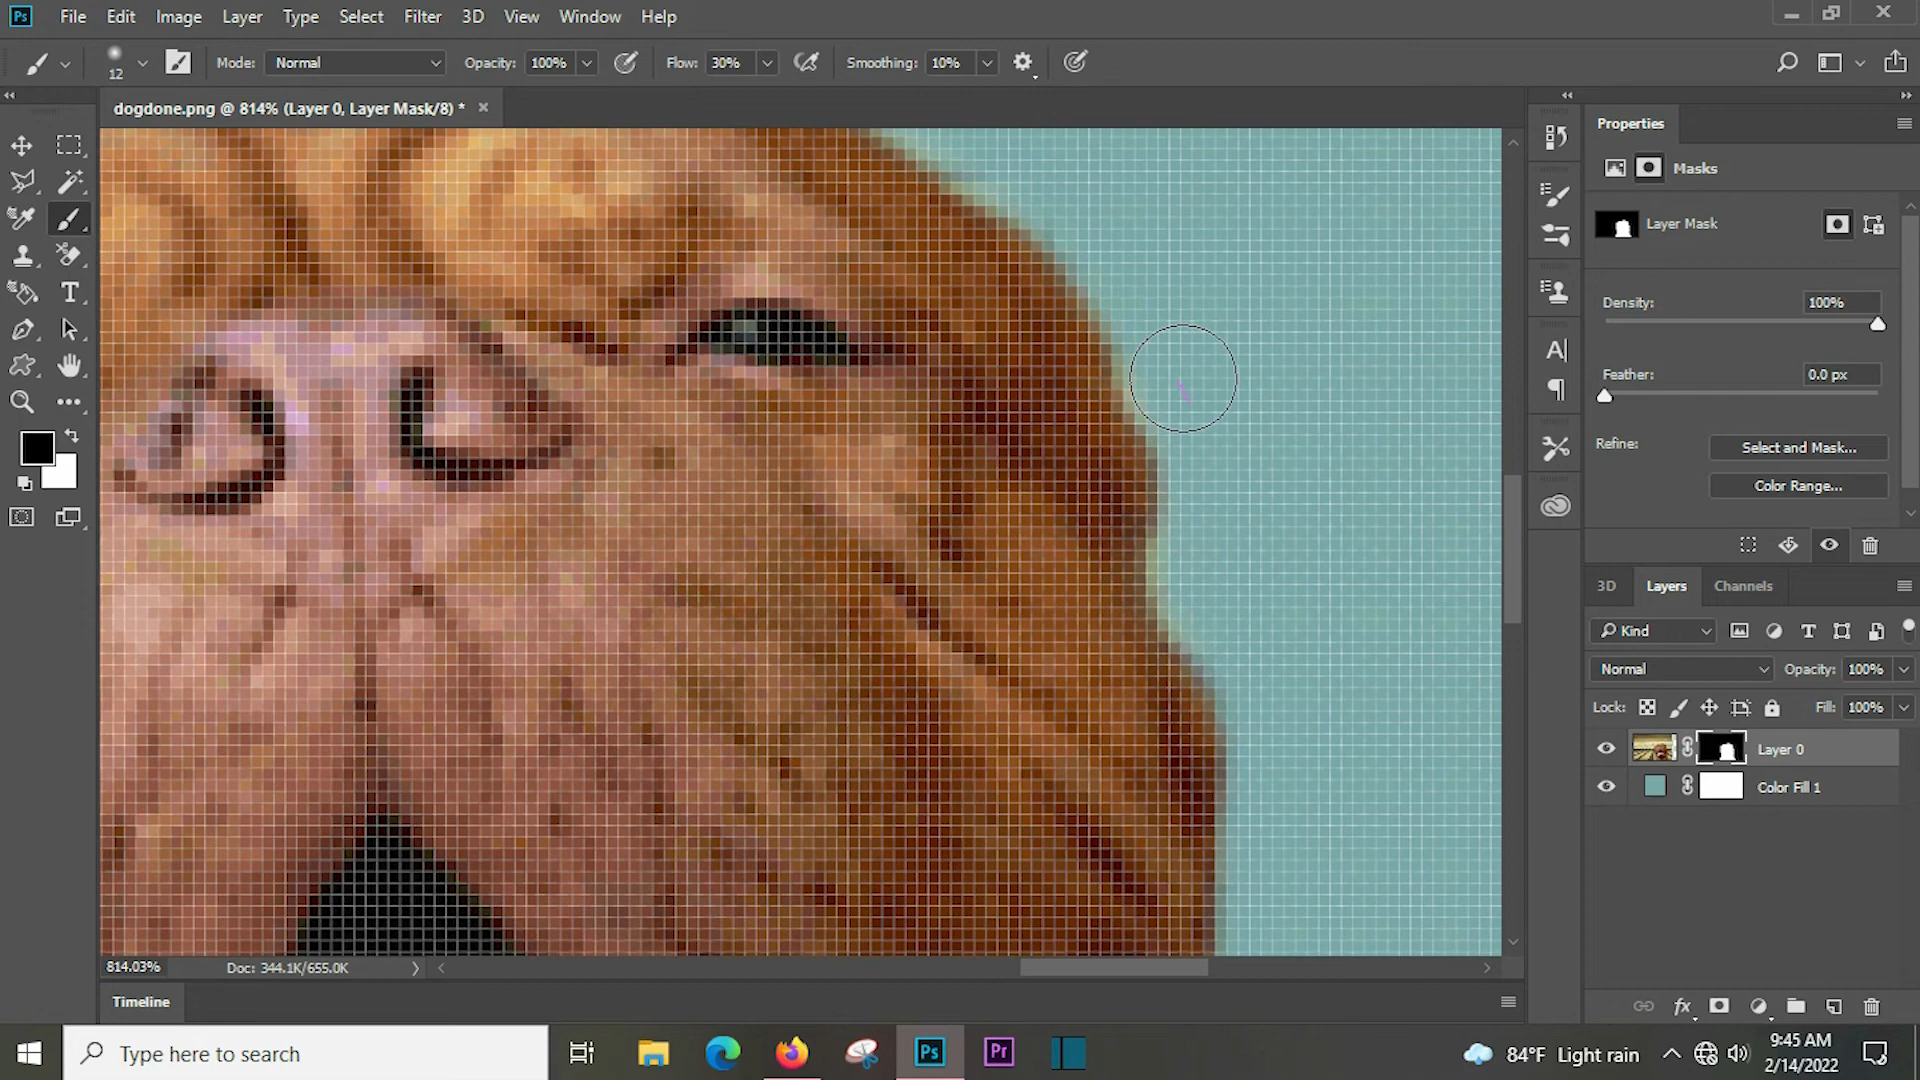 Ps File Edit Image Layer Type Select Filter 3D View Window Help
12 Mode: Normal Opacity: 100% Flow: 30% Smoothing: 10%
dogdone.png @ 814% (Layer 0, Layer Mask/8) *
Properties
Masks
Layer Mask
Density: 100%
Feather: 0.0 px
Refine: Select and Mask...
Color Range...
3D Layers Channels
Kind
Normal Opacity: 100%
Lock: Fill: 100%
Layer 0
Color Fill 1
814.03% Doc: 344.1K/655.0K
Timeline
Type here to search
Ps Pr
84°F Light rain
9:45 AM
2/14/2022